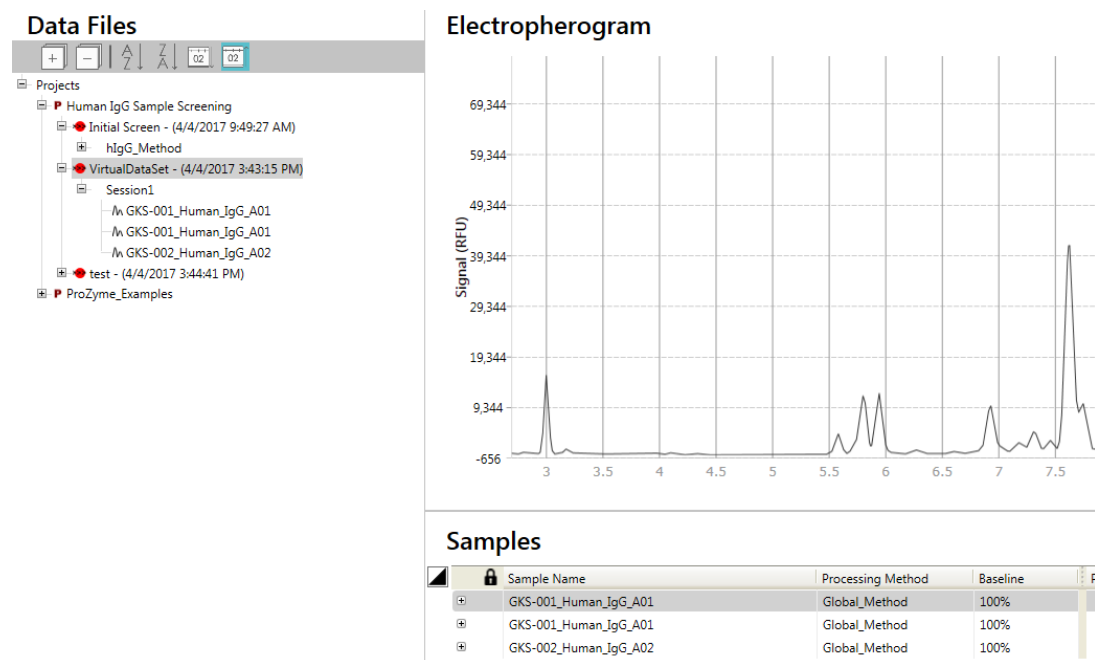 Data Files
+ - A Z Z A 02 02
Projects
P Human IgG Sample Screening
Initial Screen - (4/4/2017 9:49:27 AM)
hIgG_Method
VirtualDataSet - (4/4/2017 3:43:15 PM)
Session1
GKS-001_Human_IgG_A01
GKS-001_Human_IgG_A01
GKS-002_Human_IgG_A02
test - (4/4/2017 3:44:41 PM)
P ProZyme_Examples
Electropherogram
Signal (RFU)
69,344
59,344
49,344
39,344
29,344
19,344
9,344
-656
3 3.5 4 4.5 5 5.5 6 6.5 7 7.5
Samples
Sample Name Processing Method Baseline
GKS-001_Human_IgG_A01 Global_Method 100%
GKS-001_Human_IgG_A01 Global_Method 100%
GKS-002_Human_IgG_A02 Global_Method 100%